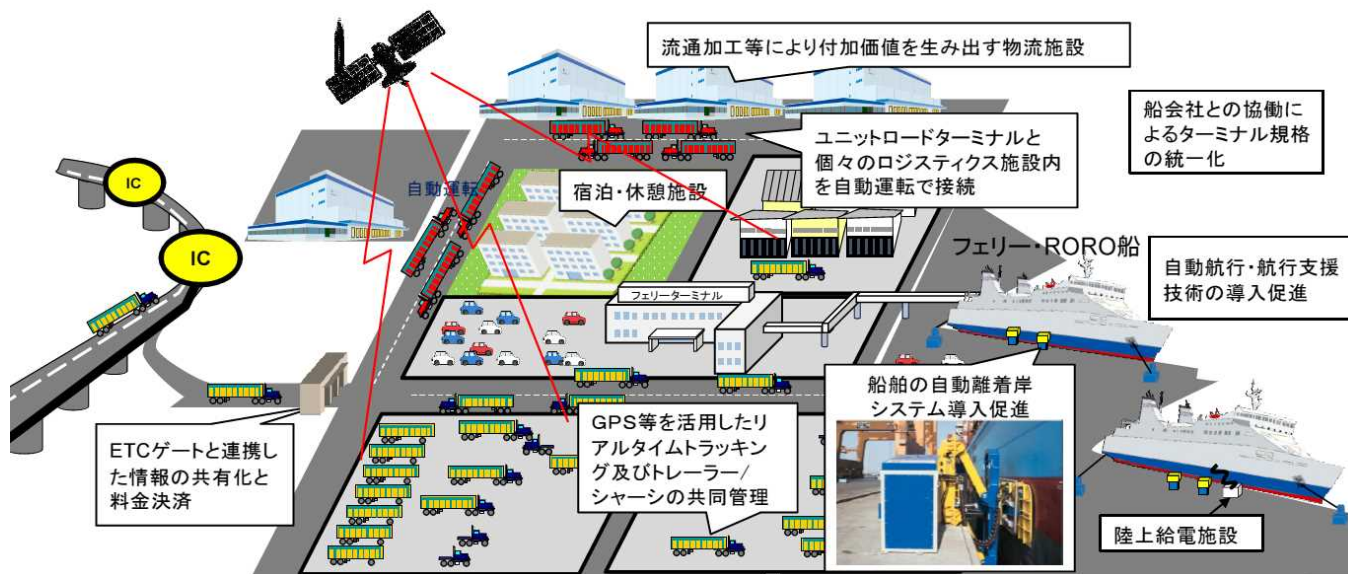 流通加工等により付加価値を生み出す物流施設
船会社との協働に
よるターミナル規格
の統一化
ユニットロードターミナルと
個々のロジスティクス施設内
を自動運転で接続
IC
自動運転
宿泊・休憩施設
IC
フェリー・RORO船
自動航行・航行支援
技術の導入促進
フェリーターミナル
船舶の自動離着岸
システム導入促進
ETCゲートと連携し
た情報の共有化と
料金決済
GPS等を活用したリ
アルタイムトラッキ
ング及びトレーラー/
シャーシの共同管理
陸上給電施設